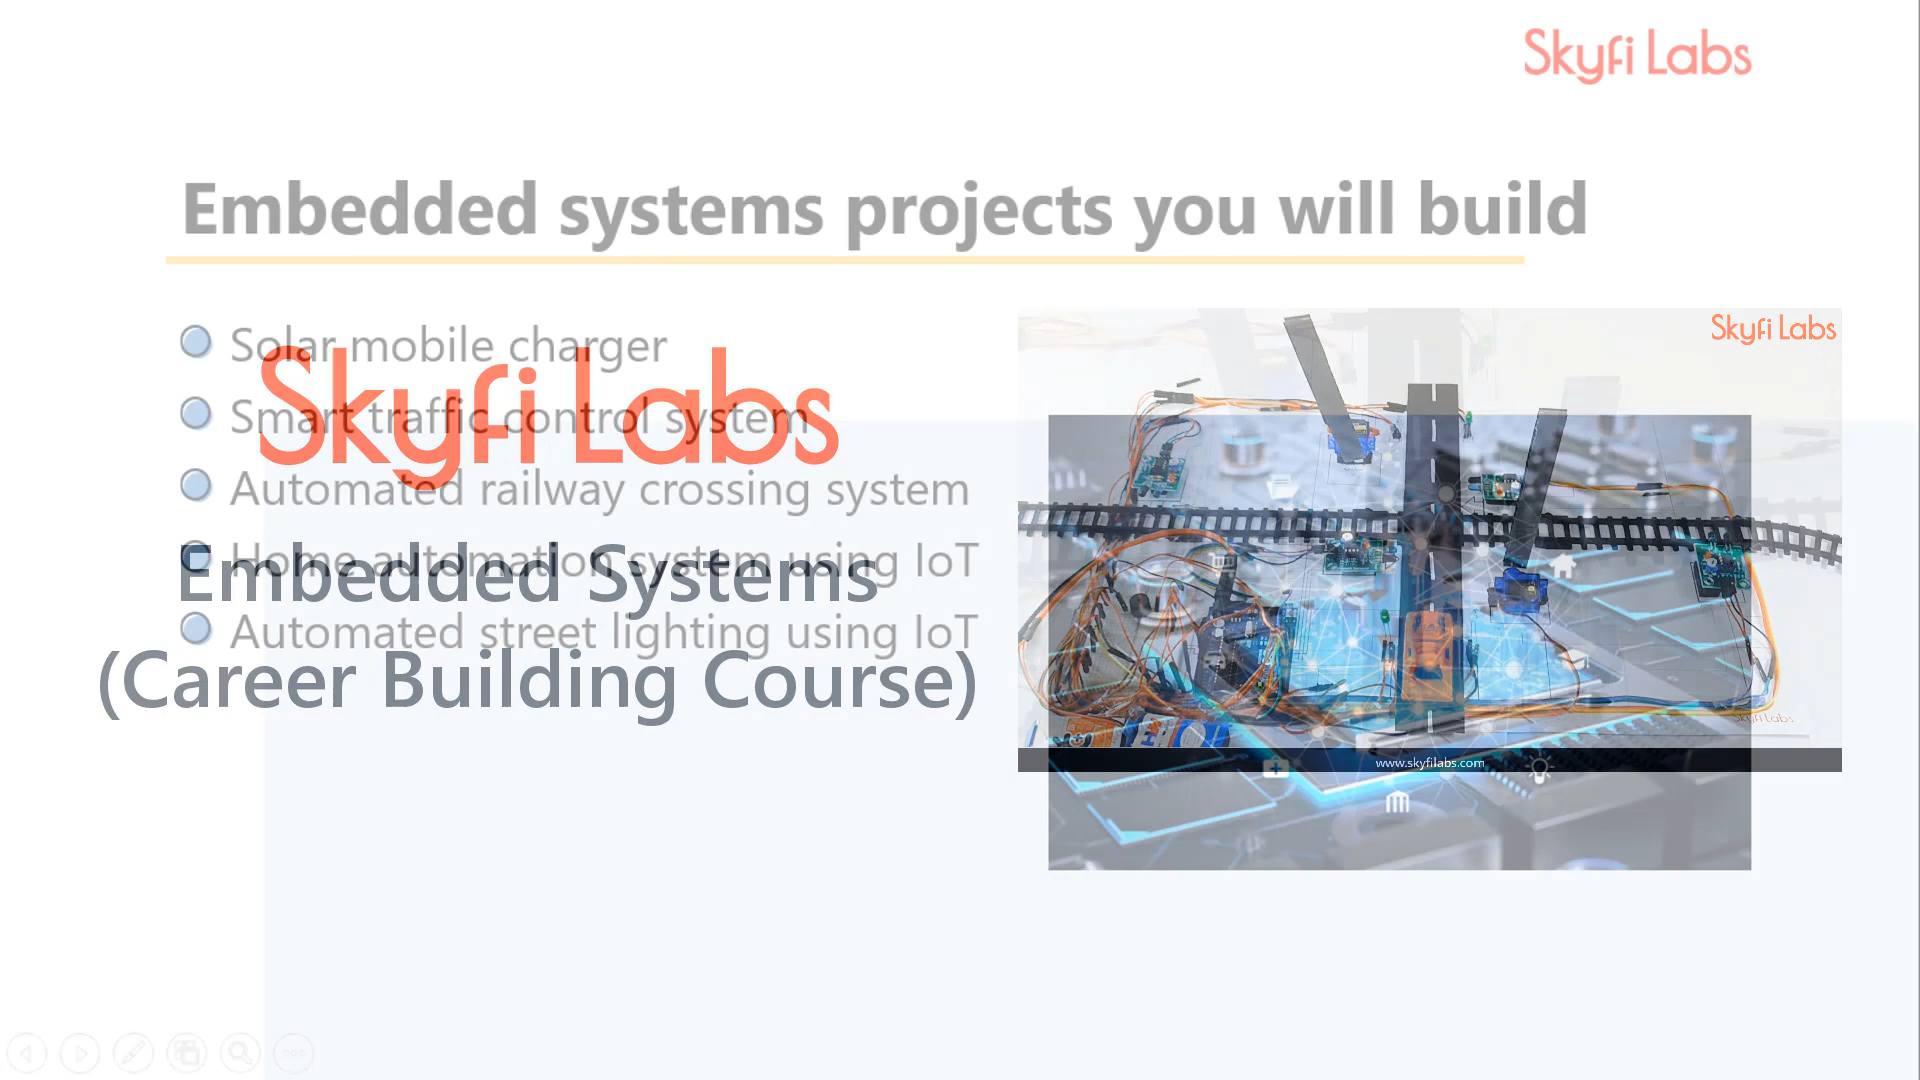 Skyfi Labs
Embedded systems projects you will build
Solar mobile charger
Smart traffic control system
Automated railway crossing system
Home automation system using IoT
Automated street lighting using IoT
Skyfi Labs
Embedded Systems
(Career Building Course)
Skyfi Labs
Skyfi Labs
www.skyfilabs.com